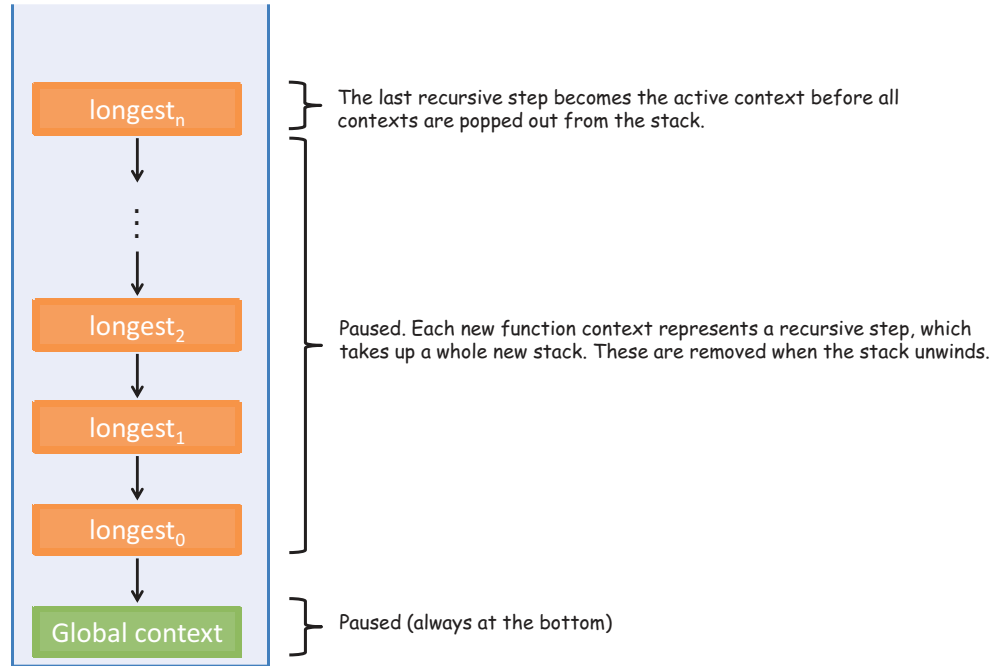 longestₙ
The last recursive step becomes the active context before all
contexts are popped out from the stack.
⋮
longest₂
Paused. Each new function context represents a recursive step, which
takes up a whole new stack. These are removed when the stack unwinds.
longest₁
longest₀
Global context
Paused (always at the bottom)